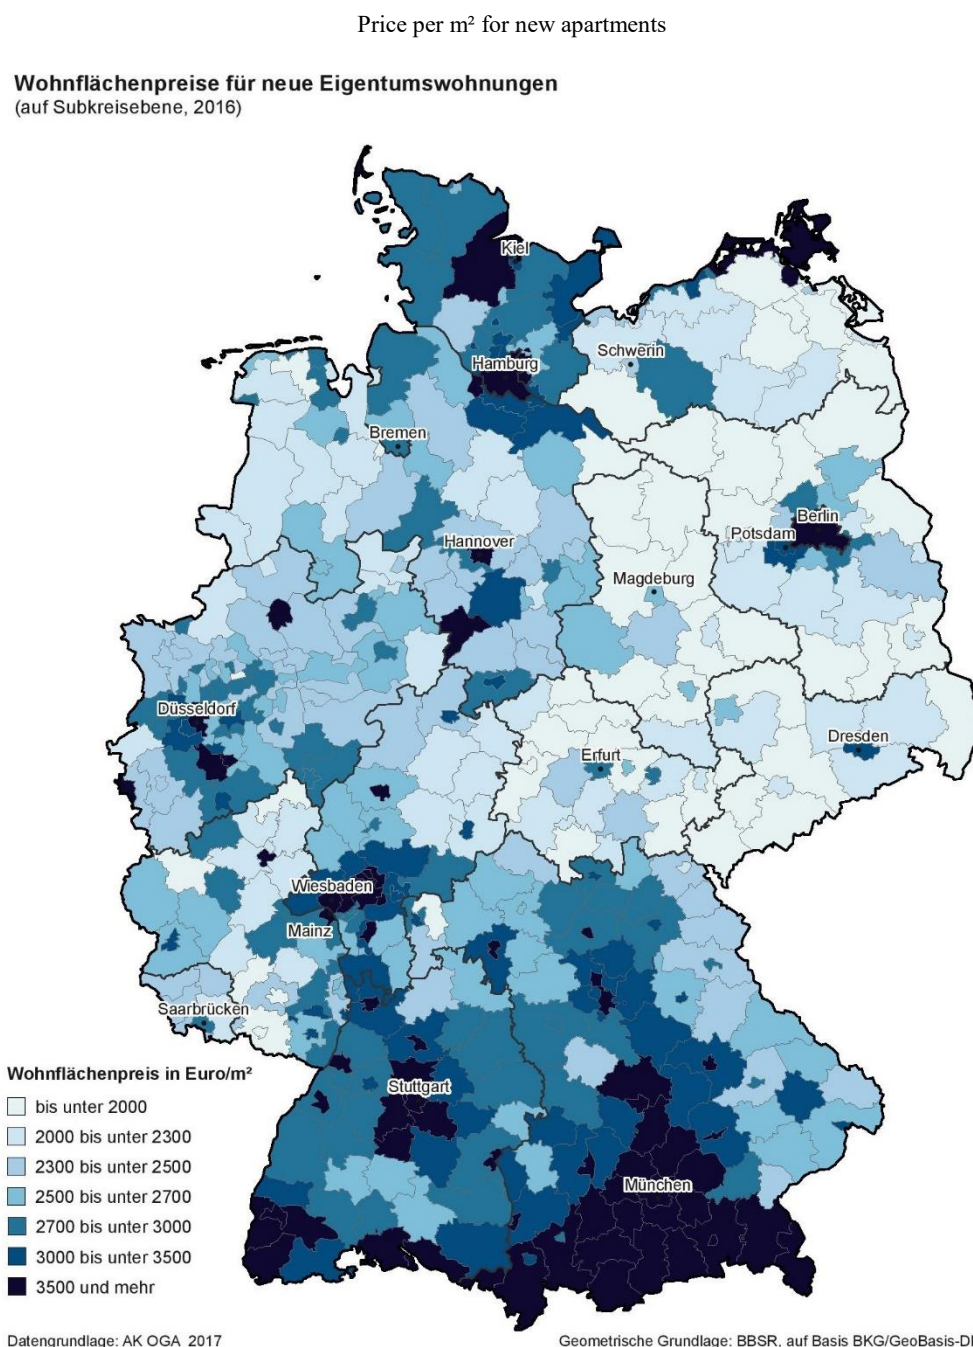 Price per m² for new apartments
Wohnflächenpreise für neue Eigentumswohnungen
(auf Subkreisebene, 2016)
Kiel
Schwerin
Hamburg
Bremen
Berlin
Potsdam
Hannover
Magdeburg
Düsseldorf
Dresden
Erfurt
Wiesbaden
Mainz
Saarbrücken
Stuttgart
München
Wohnflächenpreis in Euro/m²
bis unter 2000
2000 bis unter 2300
2300 bis unter 2500
2500 bis unter 2700
2700 bis unter 3000
3000 bis unter 3500
3500 und mehr
Datengrundlage: AK OGA 2017
Geometrische Grundlage: BBSR, auf Basis BKG/GeoBasis-DE